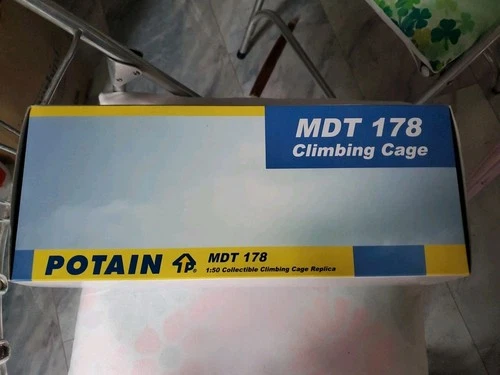 MDT 178
Climbing Cage
POTAIN
MDT 178
1:50 Collectible Climbing Cage Replica